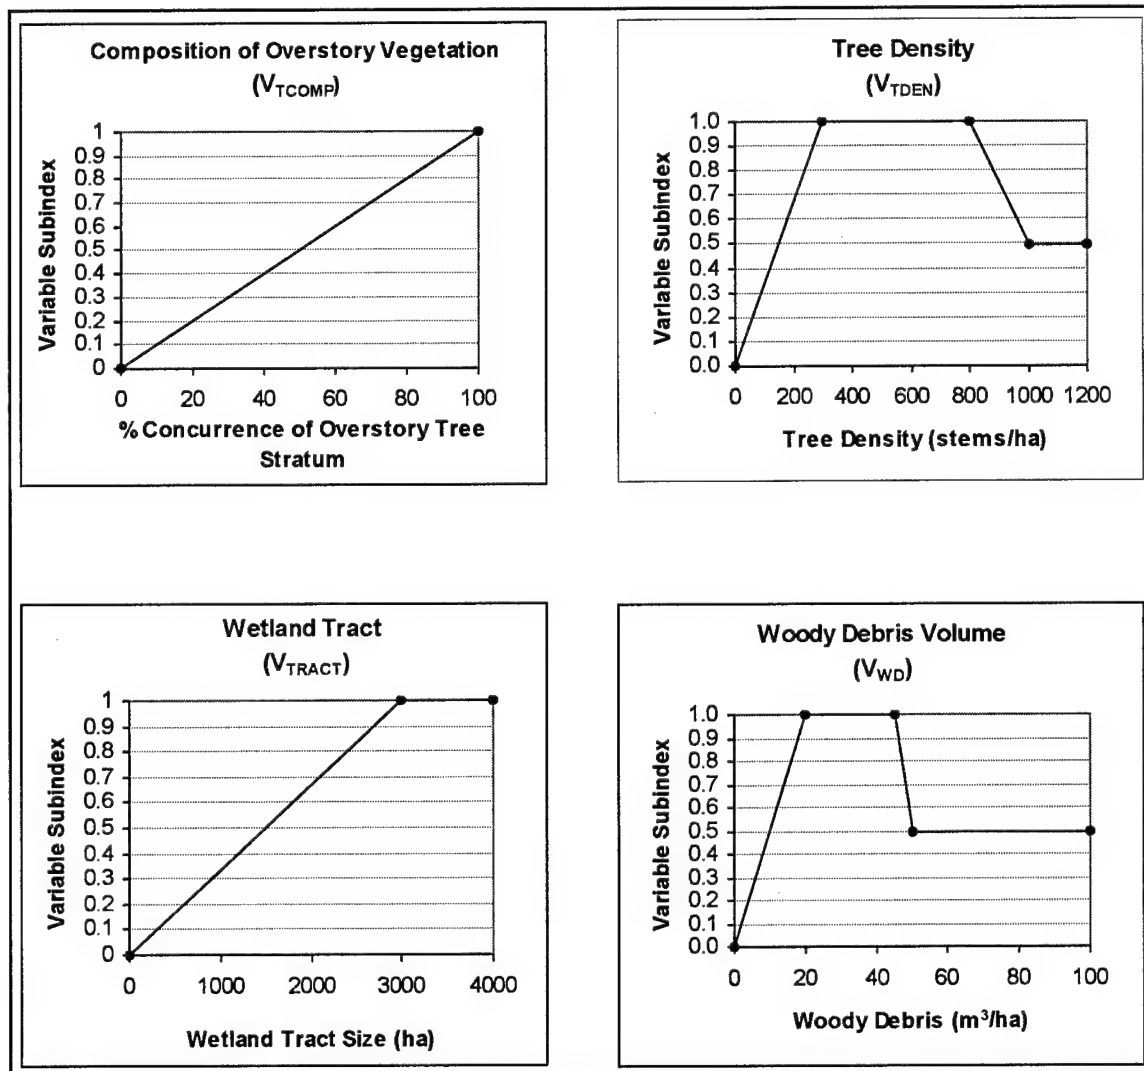 Composition of Overstory Vegetation
(V_TCOMP)
Variable Subindex
1
0.9
0.8
0.7
0.6
0.5
0.4
0.3
0.2
0.1
0
0 20 40 60 80 100
% Concurrence of Overstory Tree
Stratum
Tree Density
(V_TDEN)
Variable Subindex
1.0
0.9
0.8
0.7
0.6
0.5
0.4
0.3
0.2
0.1
0.0
0 200 400 600 800 1000 1200
Tree Density (stems/ha)
Wetland Tract
(V_TRACT)
Variable Subindex
1
0.9
0.8
0.7
0.6
0.5
0.4
0.3
0.2
0.1
0
0 1000 2000 3000 4000
Wetland Tract Size (ha)
Woody Debris Volume
(V_WD)
Variable Subindex
1.0
0.9
0.8
0.7
0.6
0.5
0.4
0.3
0.2
0.1
0.0
0 20 40 60 80 100
Woody Debris (m³/ha)